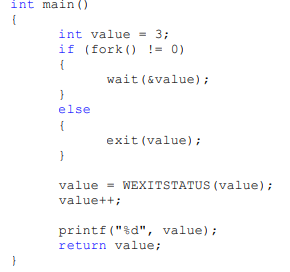 int main()
{
int value = 3;
if (fork() != 0)
{
wait(&value);
}
else
{
exit(value);
}
value = WEXITSTATUS(value);
value++;
printf("%d", value);
return value;
}